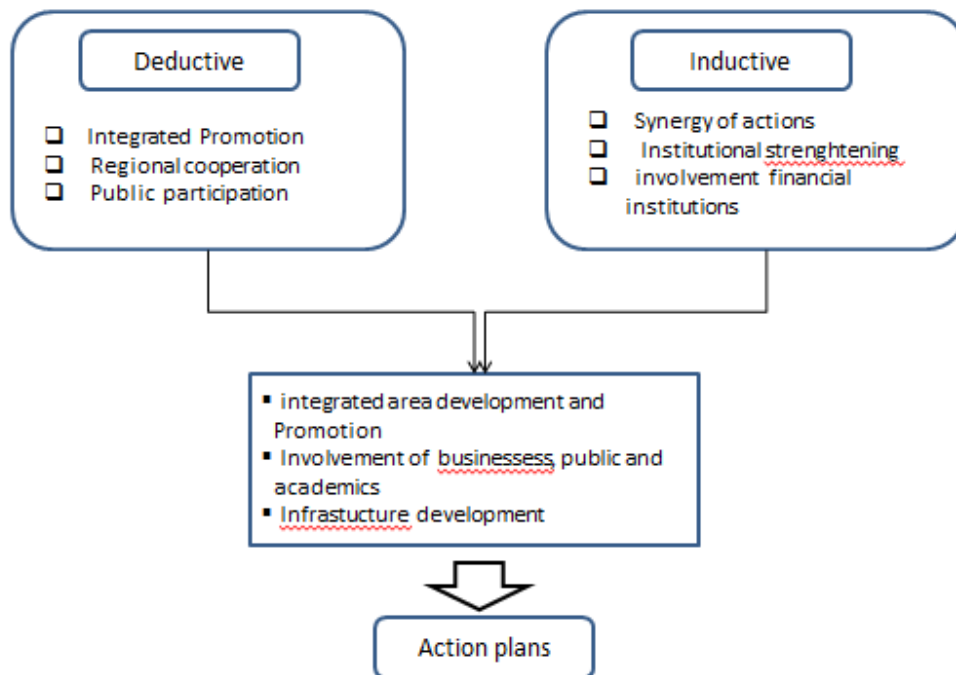 Deductive
❑ Integrated Promotion
❑ Regional cooperation
❑ Public participation
Inductive
❑ Synergy of actions
❑ Institutional strenghtening
❑ involvement financial
institutions
▪ integrated area development and
Promotion
▪ Involvement of businessess, public and
academics
▪ Infrastucture development
Action plans